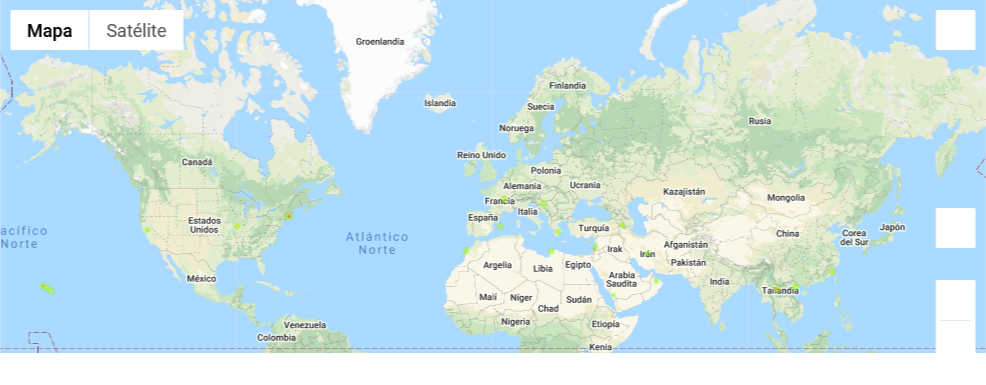 Mapa
Satélite
Groenlandia
Islandia
Finlandia
Suecia
Noruega
Rusia
Reino Unido
Polonia
Alemania
Ucrania
Canadá
Kazajistán
Mongolia
Francia
Italia
España
Turquía
Estados
Unidos
acífico
Norte
Atlántico
Norte
China
Corea
del Sur
Japón
Afganistán
Irak
Irán
Pakistán
Argelia
Libia
Egipto
Arabia
Saudita
India
Tailandia
México
Malí
Níger
Chad
Sudán
Nigeria
Etiopía
Venezuela
Colombia
Kenia